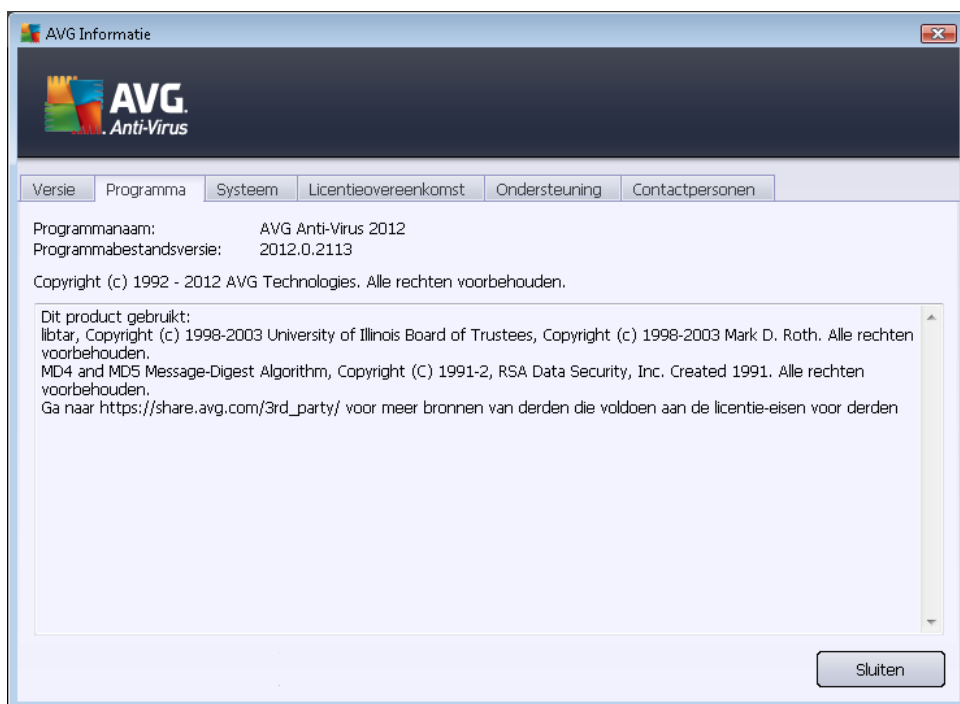 AVG Informatie
AVG.
Anti-Virus
Versie Programma Systeem Licentieovereenkomst Ondersteuning Contactpersonen
Programmanaam: AVG Anti-Virus 2012
Programmabestandsversie: 2012.0.2113
Copyright (c) 1992 - 2012 AVG Technologies. Alle rechten voorbehouden.
Dit product gebruikt:
libtar, Copyright (c) 1998-2003 University of Illinois Board of Trustees, Copyright (c) 1998-2003 Mark D. Roth. Alle rechten
voorbehouden.
MD4 and MD5 Message-Digest Algorithm, Copyright (C) 1991-2, RSA Data Security, Inc. Created 1991. Alle rechten
voorbehouden.
Ga naar https://share.avg.com/3rd_party/ voor meer bronnen van derden die voldoen aan de licentie-eisen voor derden
Sluiten